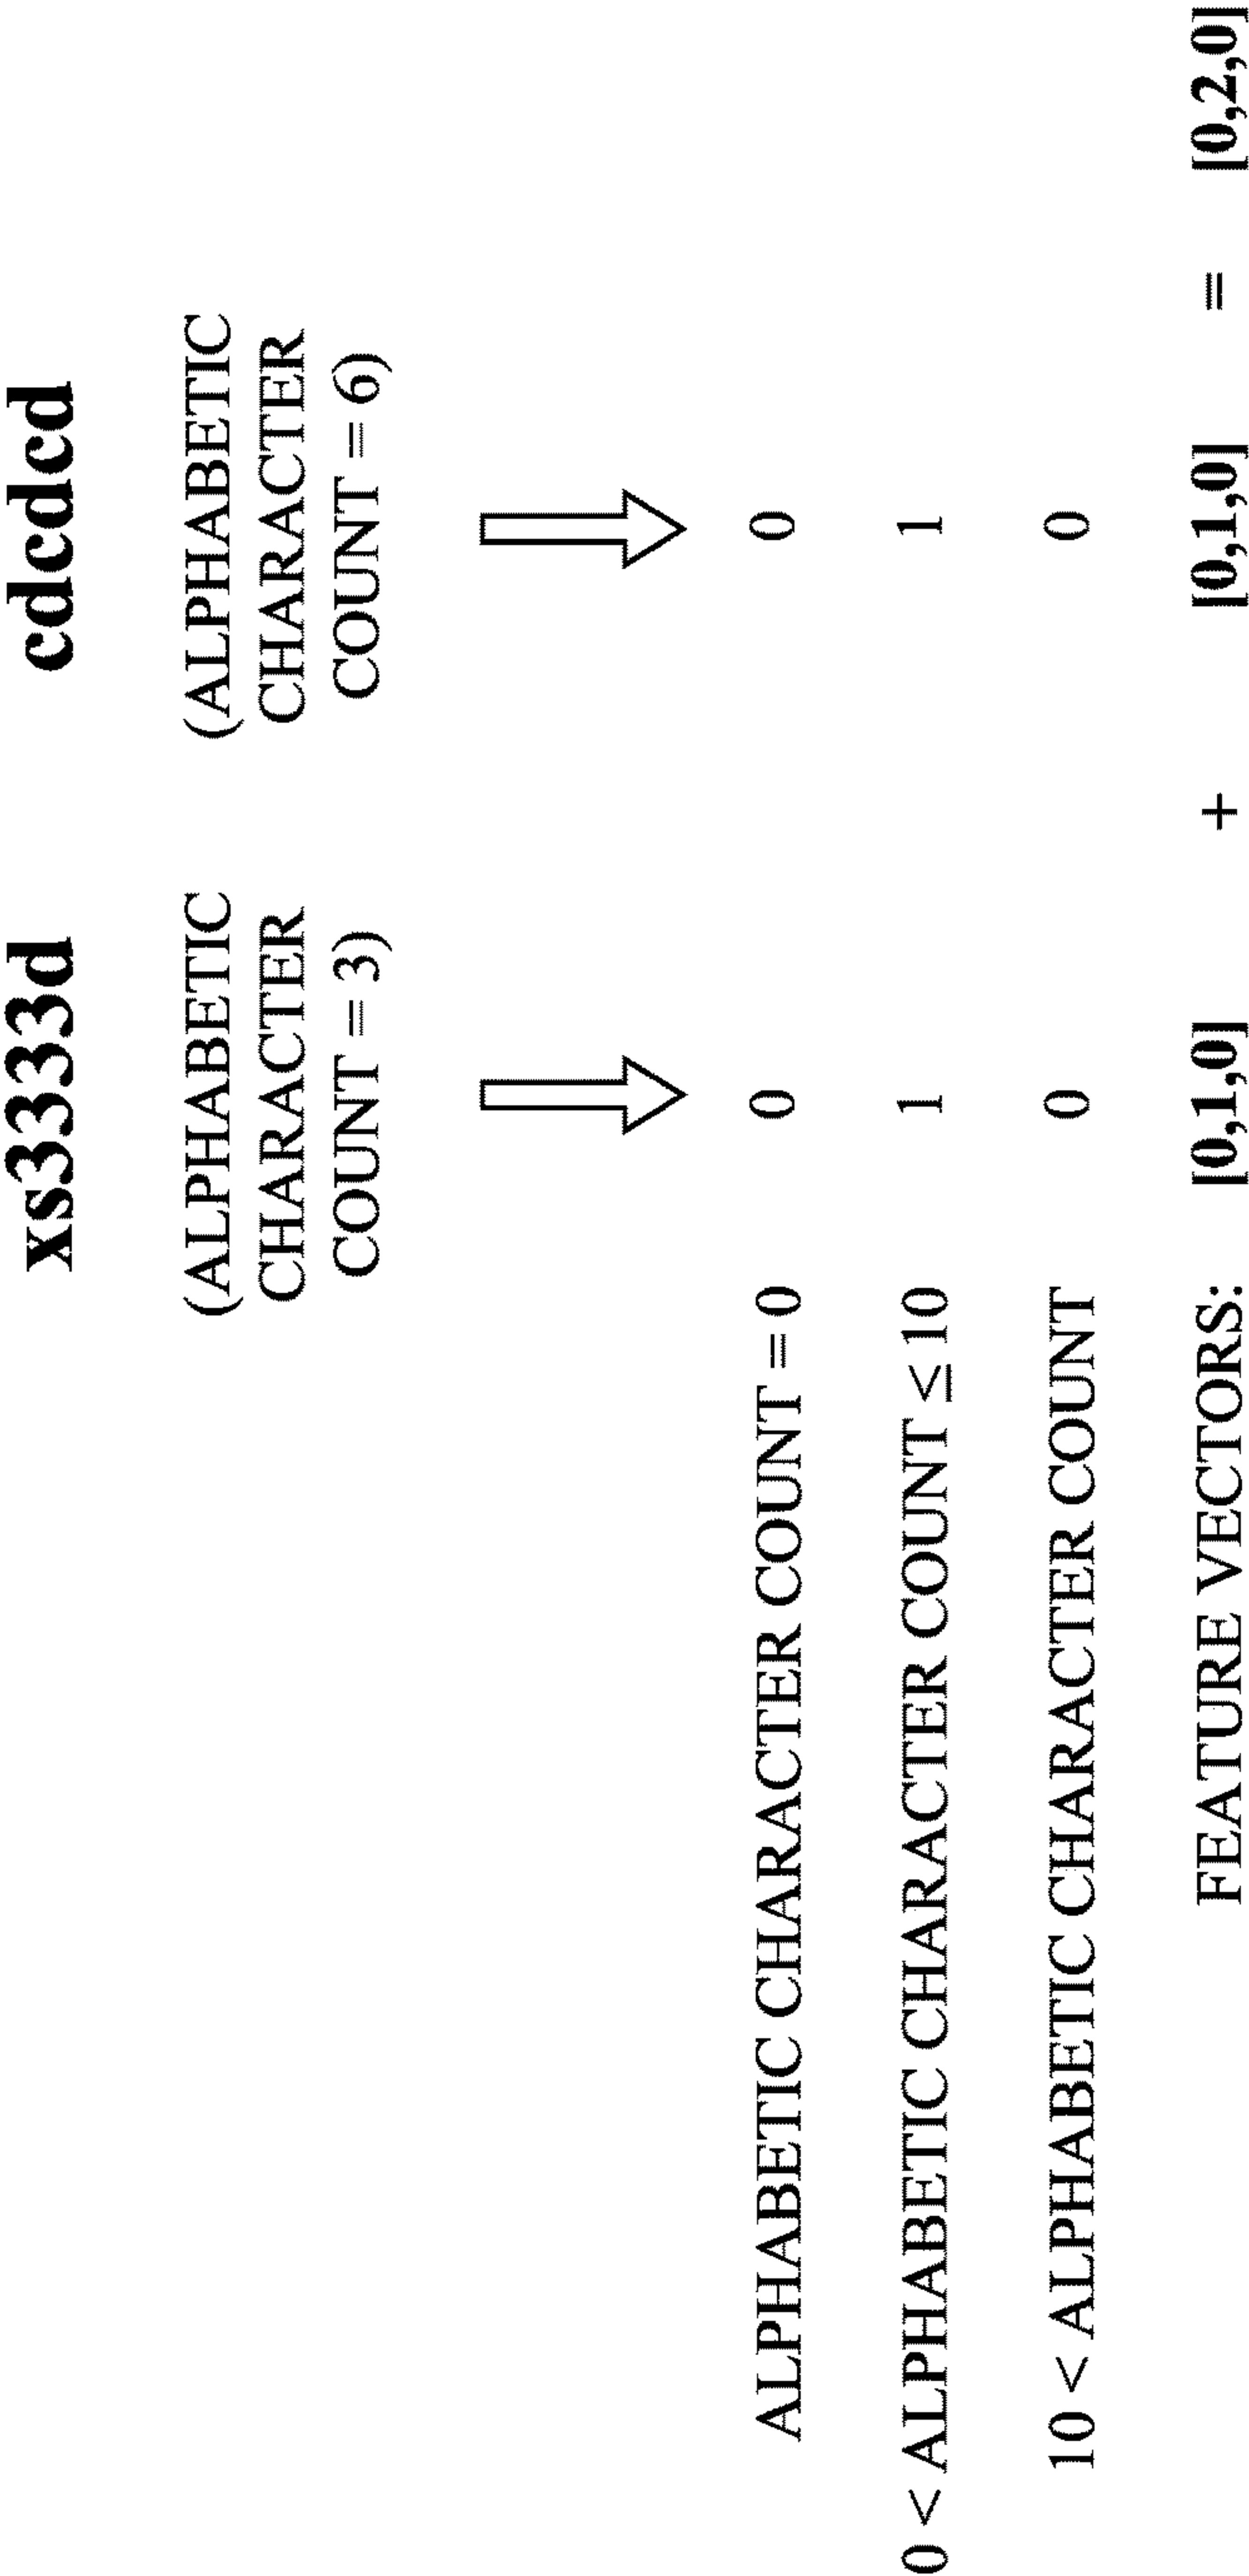 xs3333d cdcdcd
(ALPHABETIC (ALPHABETIC
CHARACTER CHARACTER
COUNT = 3) COUNT = 6)
ALPHABETIC CHARACTER COUNT = 0 0 0
0 < ALPHABETIC CHARACTER COUNT ≤ 10 1 1
10 < ALPHABETIC CHARACTER COUNT 0 0
FEATURE VECTORS: [0,1,0] + [0,1,0] = [0,2,0]